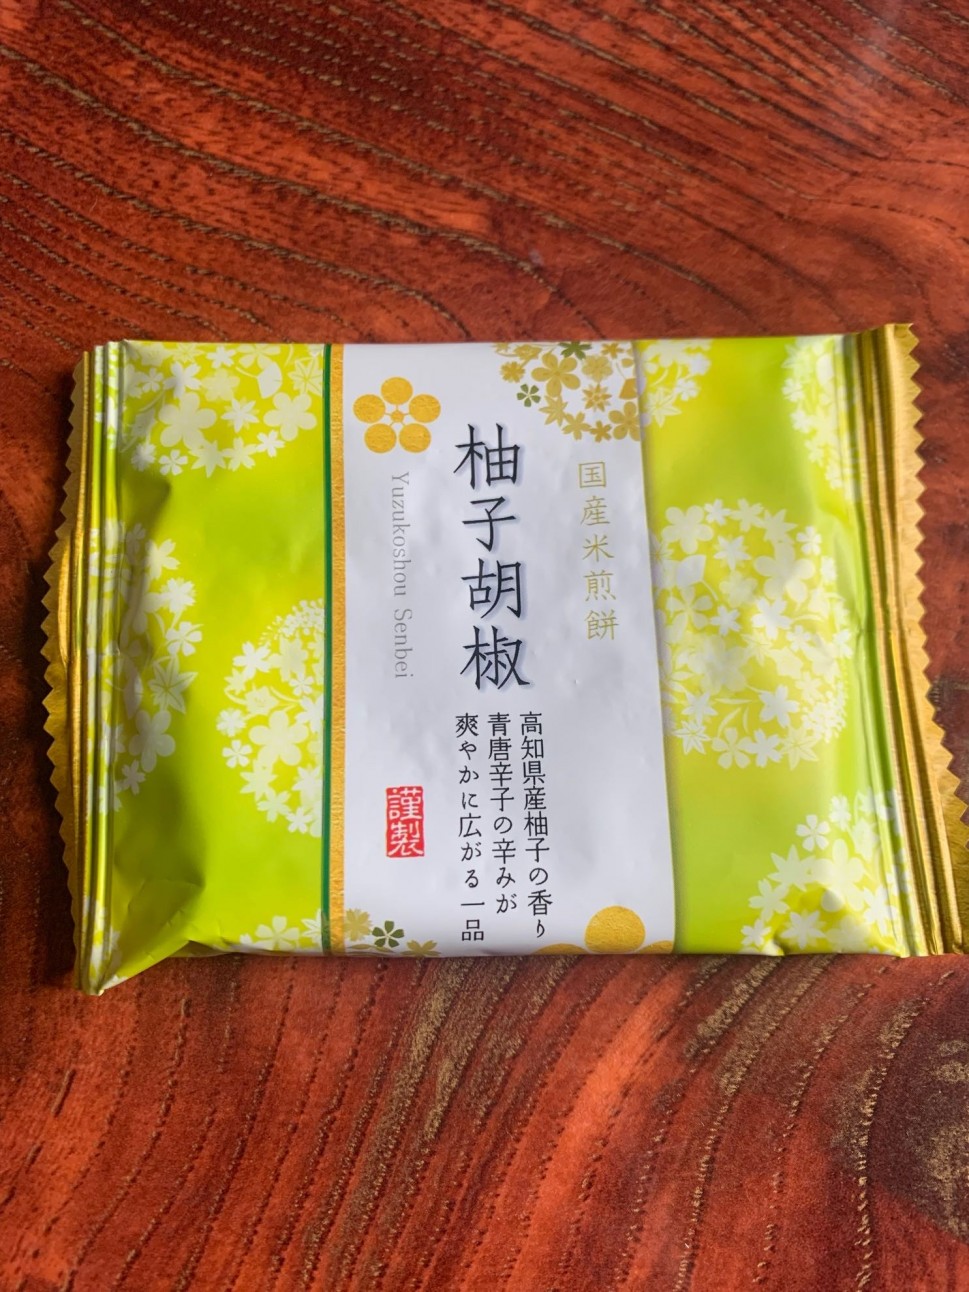 国産米煎餅
柚子胡椒
Yuzukoshou Senbei
高知県産柚子の香り
青唐辛子の辛みが
爽やかに広がる一品
謹製